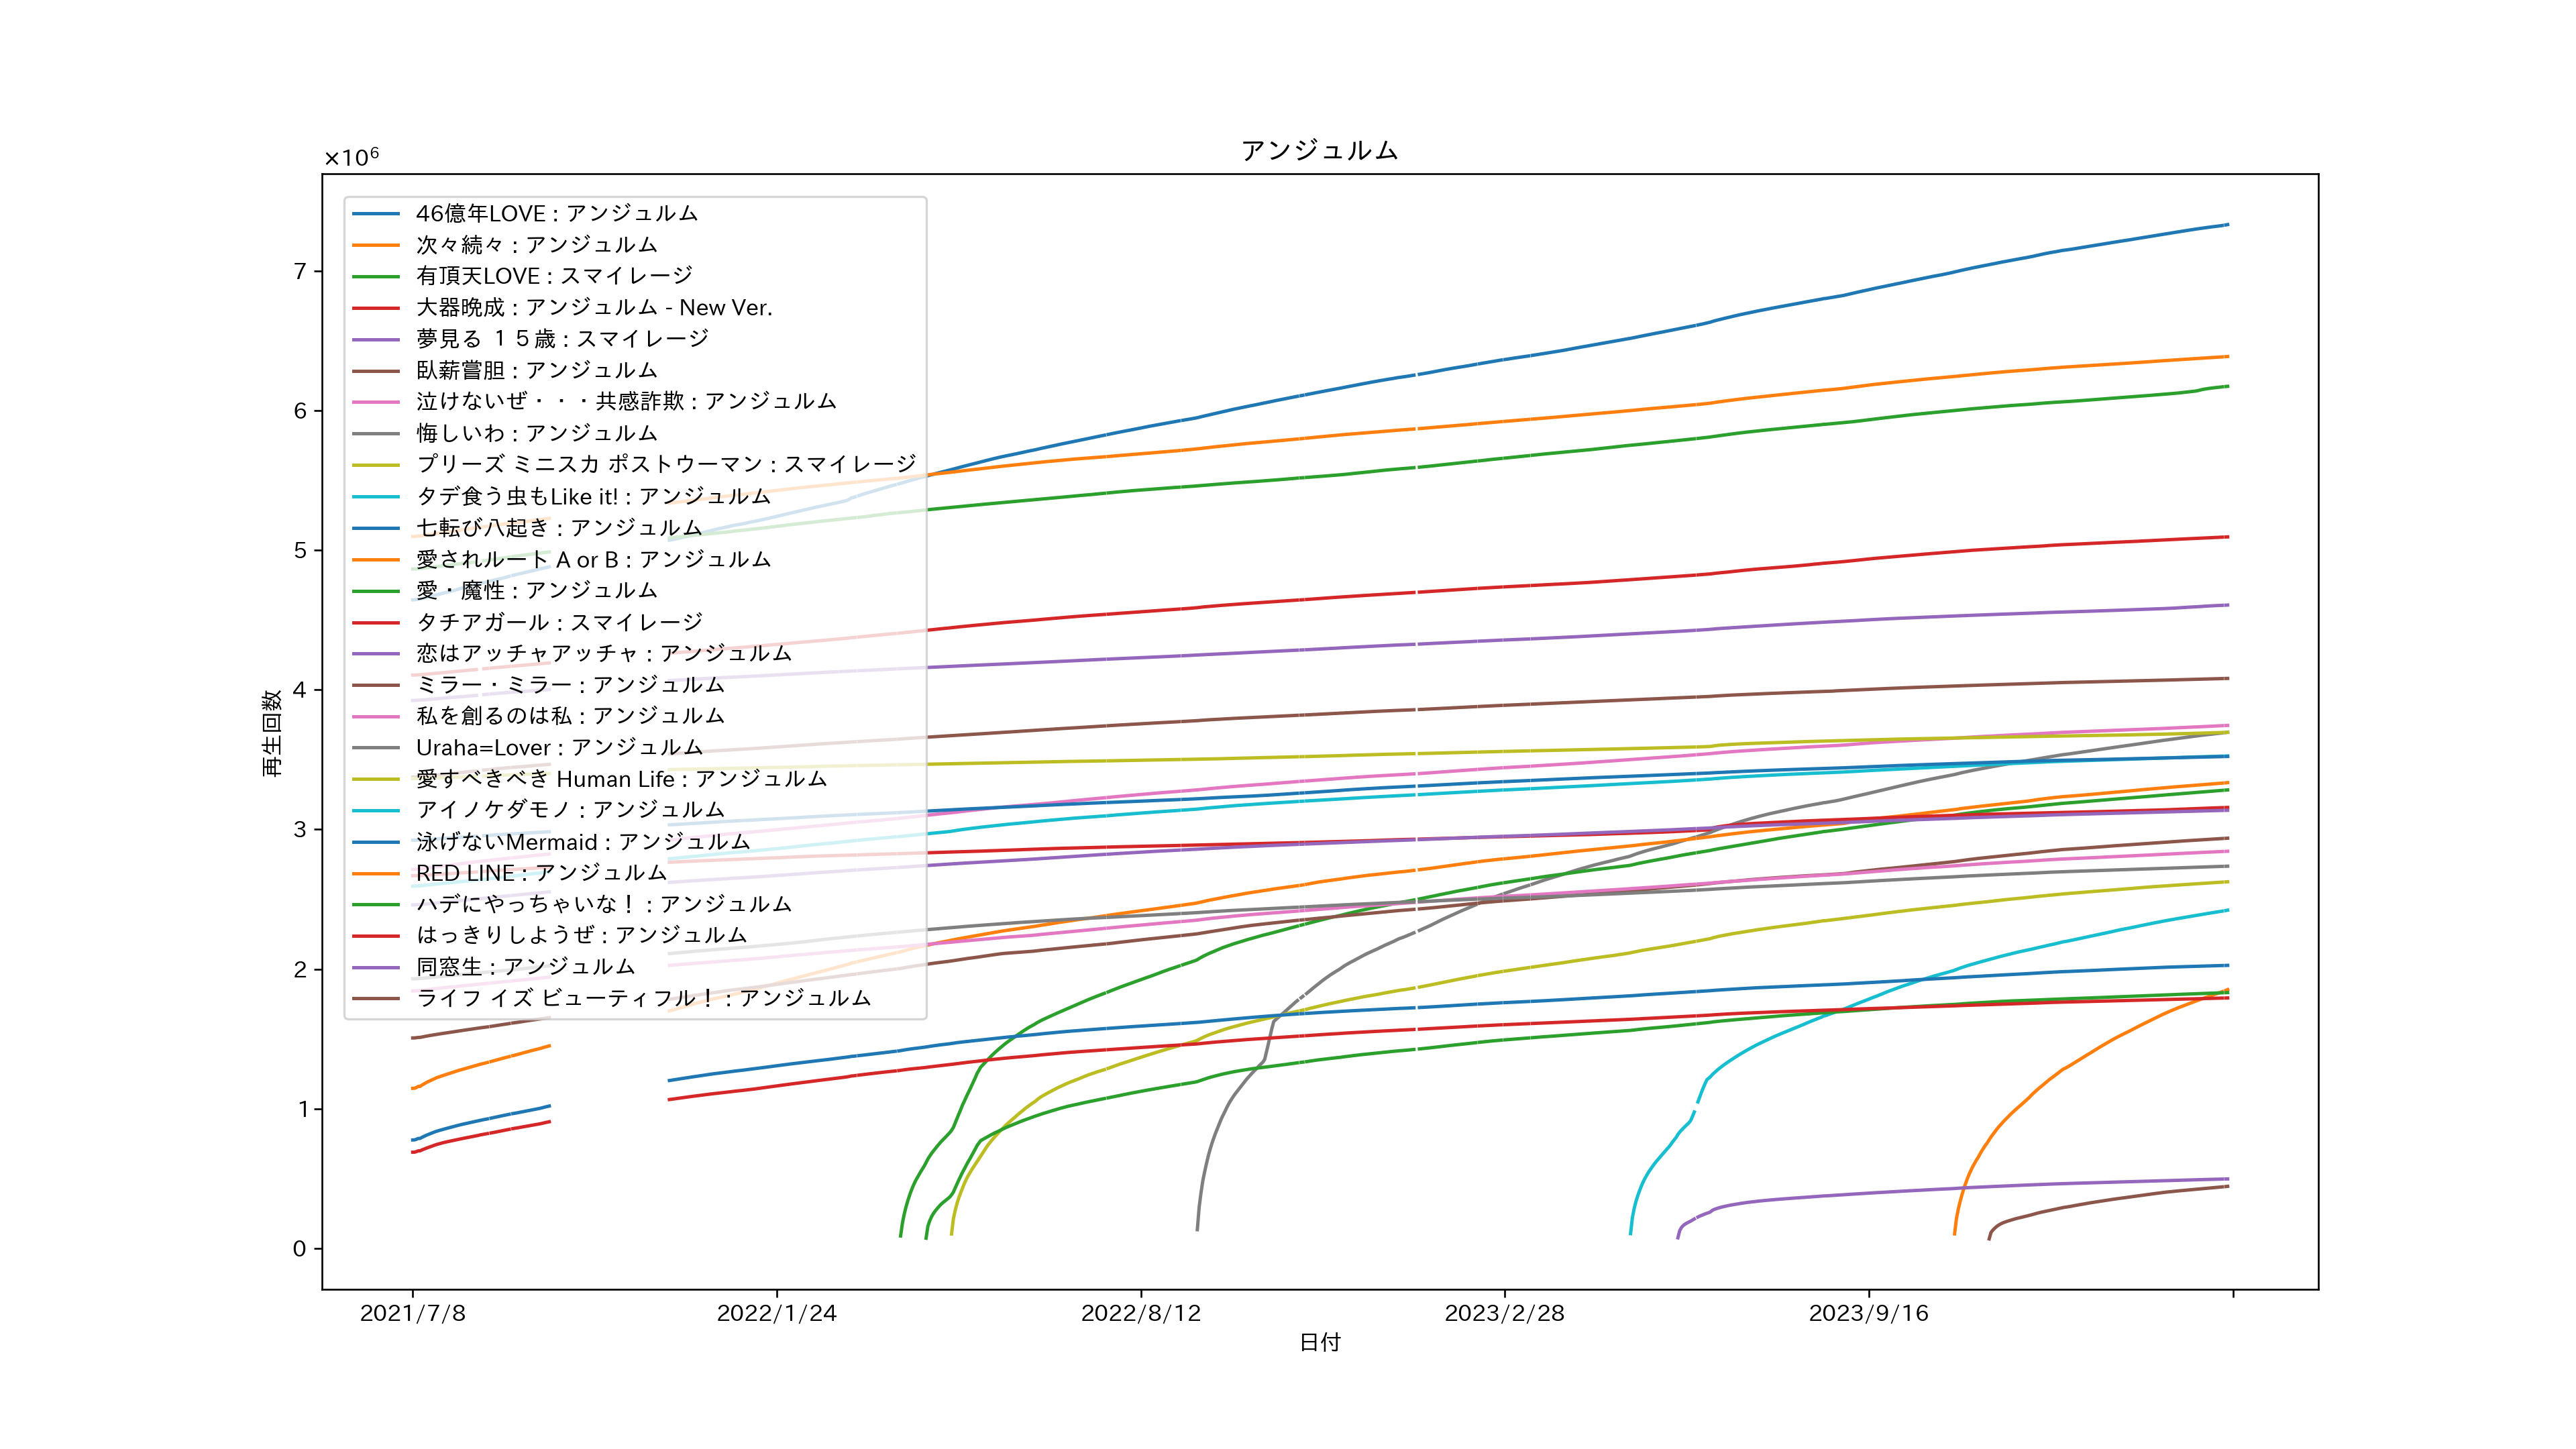 アンジュルム
×10⁶
46億年LOVE : アンジュルム
次々続々 : アンジュルム
有頂天LOVE : スマイレージ
大器晩成 : アンジュルム - New Ver.
夢見る １５歳 : スマイレージ
臥薪嘗胆 : アンジュルム
泣けないぜ・・・共感詐欺 : アンジュルム
悔しいわ : アンジュルム
プリーズ ミニスカ ポストウーマン : スマイレージ
タデ食う虫もLike it! : アンジュルム
七転び八起き : アンジュルム
愛されルート A or B : アンジュルム
愛・魔性 : アンジュルム
タチアガール : スマイレージ
恋はアッチャアッチャ : アンジュルム
ミラー・ミラー : アンジュルム
私を創るのは私 : アンジュルム
Uraha=Lover : アンジュルム
愛すべきべき Human Life : アンジュルム
アイノケダモノ : アンジュルム
泳げないMermaid : アンジュルム
RED LINE : アンジュルム
ハデにやっちゃいな！ : アンジュルム
はっきりしようぜ : アンジュルム
同窓生 : アンジュルム
ライフ イズ ビューティフル！ : アンジュルム
再生回数
7
6
5
4
3
2
1
0
2021/7/8
2022/1/24
2022/8/12
2023/2/28
2023/9/16
日付